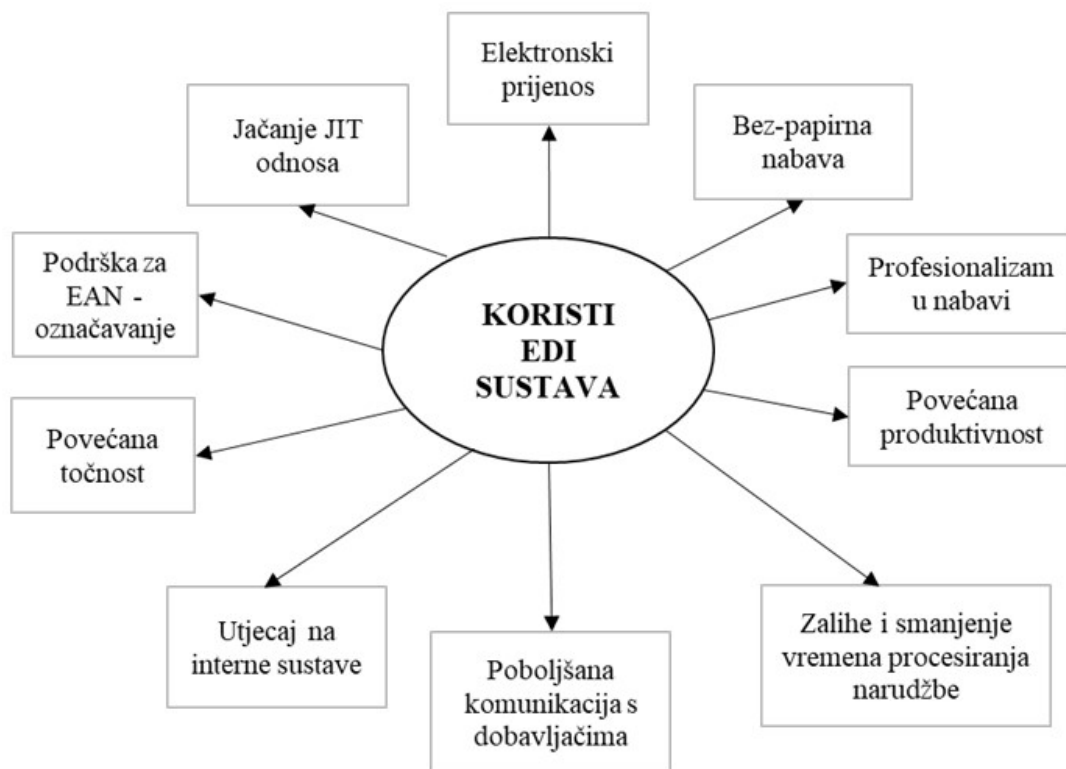 Elektronski
prijenos
Jačanje JIT
odnosa
Bez-papirna
nabava
Podrška za
EAN -
označavanje
Profesionalizam
u nabavi
KORISTI
EDI
SUSTAVA
Povećana
točnost
Povećana
produktivnost
Utjecaj na
interne sustave
Poboljšana
komunikacija s
dobavljačima
Zalihe i smanjenje
vremena procesiranja
narudžbe